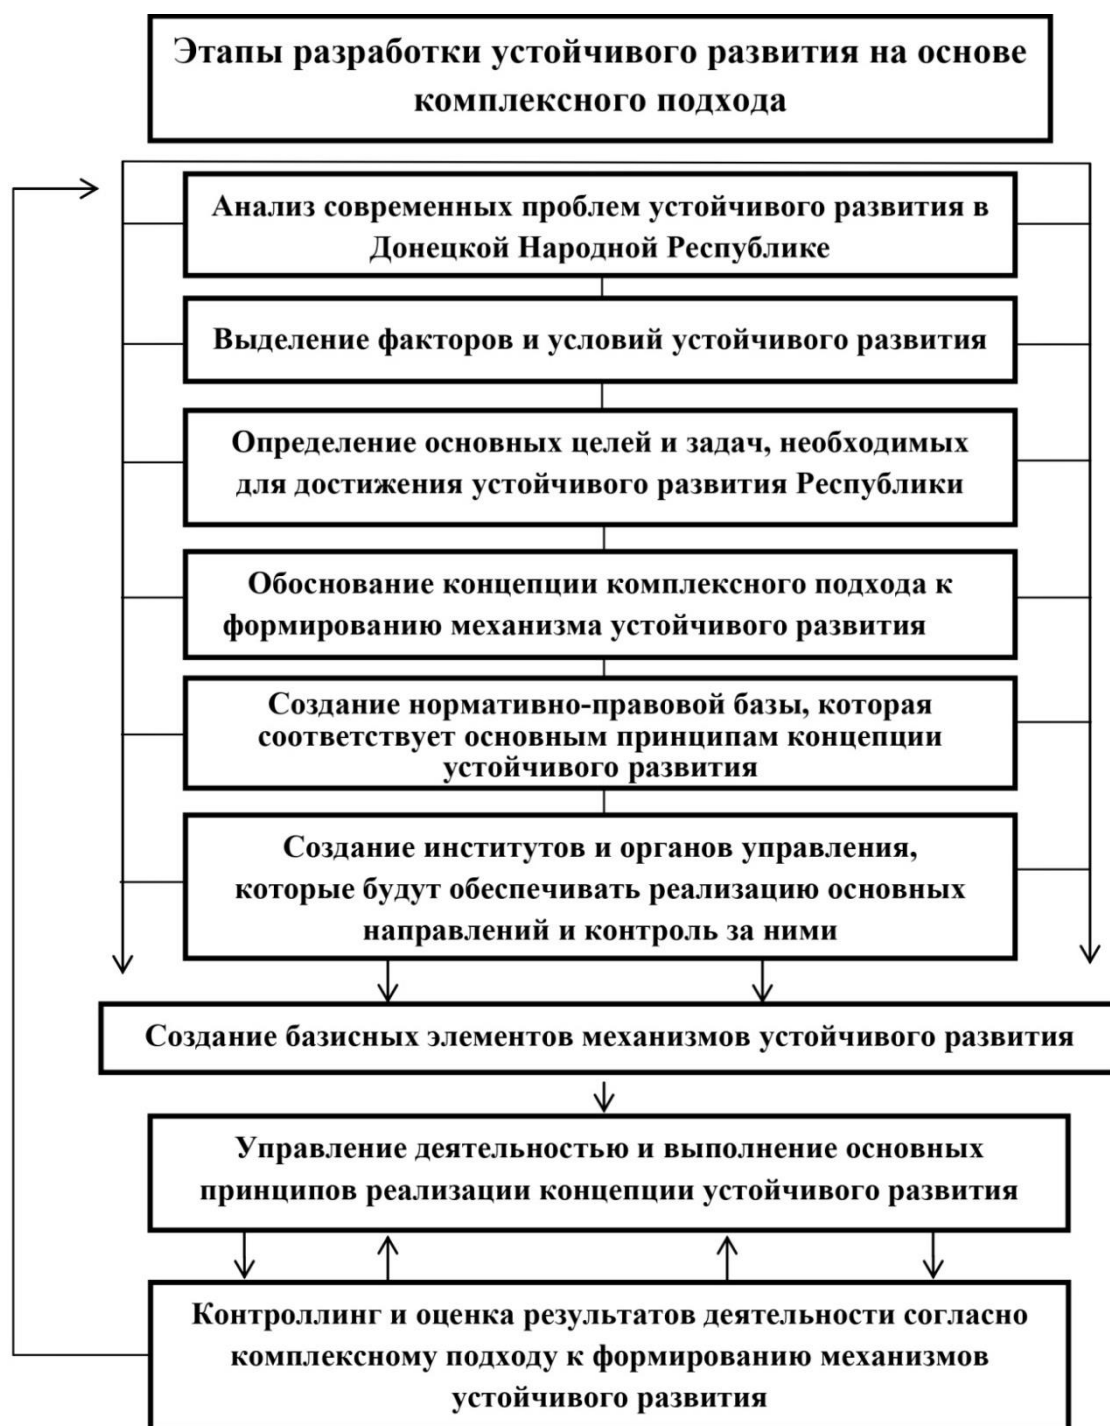 Этапы разработки устойчивого развития на основе
комплексного подхода
Анализ современных проблем устойчивого развития в
Донецкой Народной Республике
Выделение факторов и условий устойчивого развития
Определение основных целей и задач, необходимых
для достижения устойчивого развития Республики
Обоснование концепции комплексного подхода к
формированию механизма устойчивого развития
Создание нормативно-правовой базы, которая
соответствует основным принципам концепции
устойчивого развития
Создание институтов и органов управления,
которые будут обеспечивать реализацию основных
направлений и контроль за ними
Создание базисных элементов механизмов устойчивого развития
Управление деятельностью и выполнение основных
принципов реализации концепции устойчивого развития
Контроллинг и оценка результатов деятельности согласно
комплексному подходу к формированию механизмов
устойчивого развития